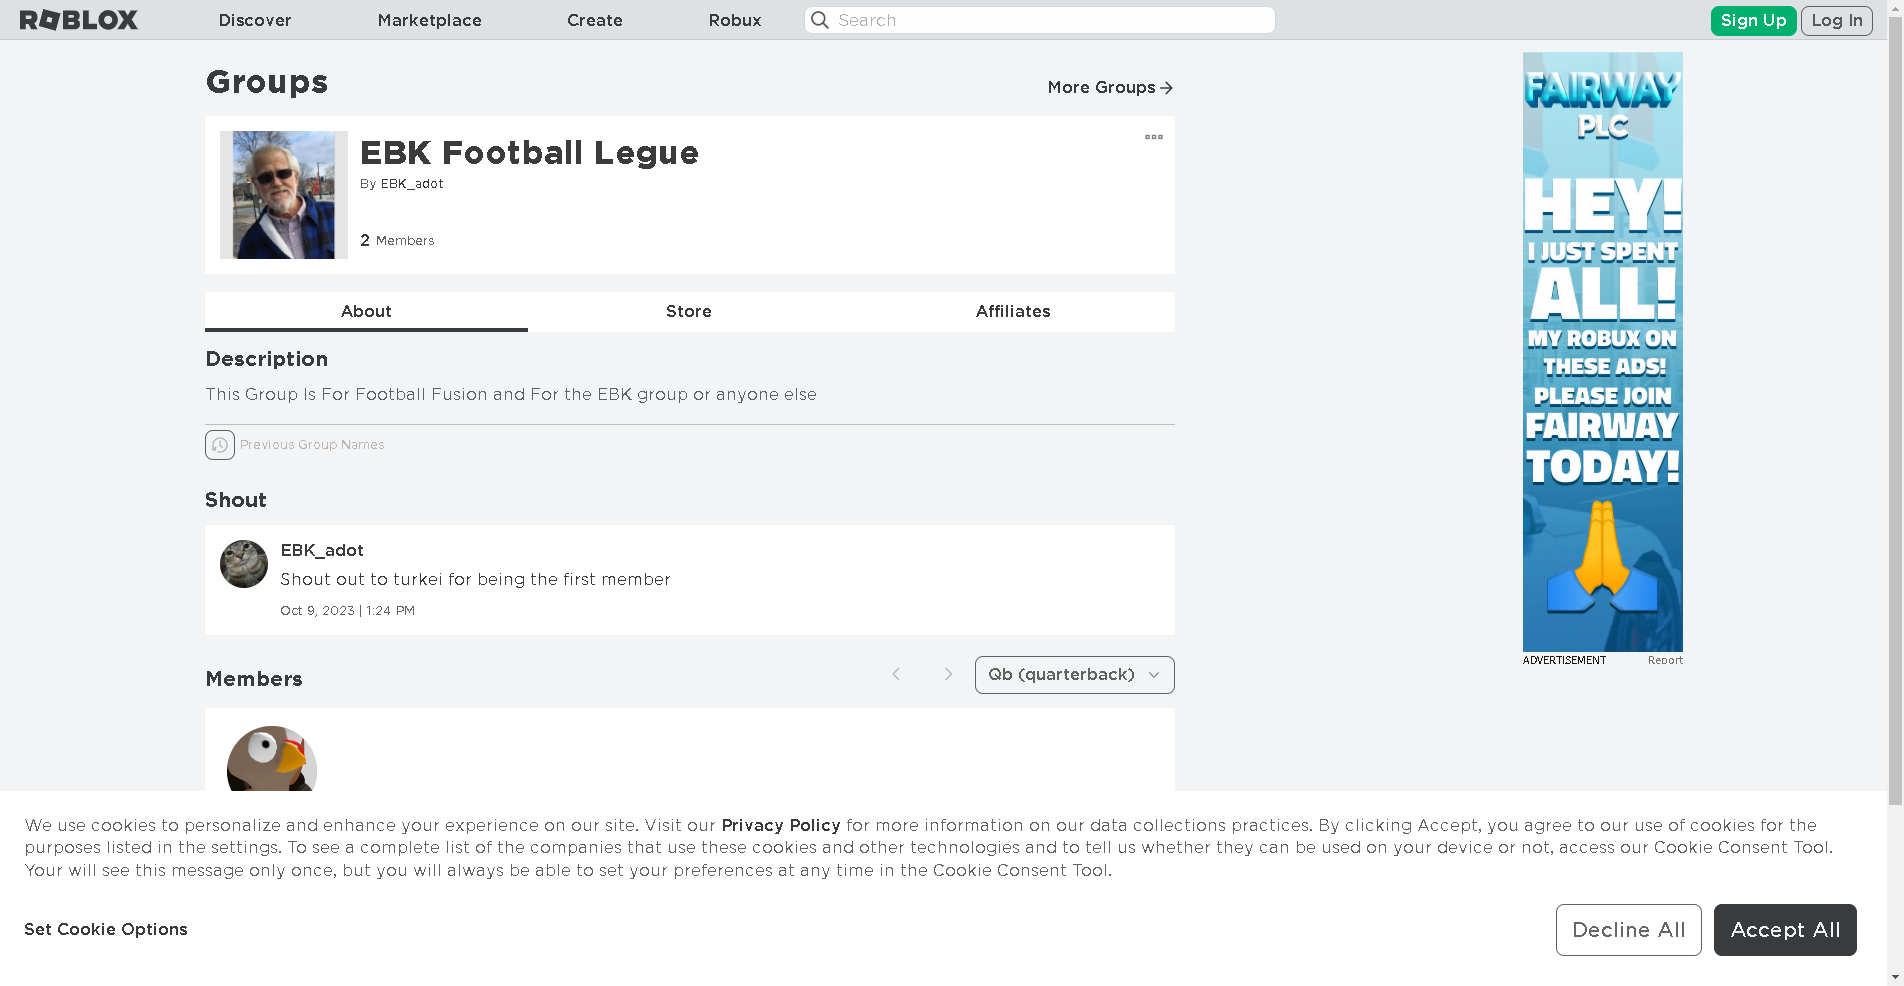 ROBLOX
Discover
Marketplace
Create
Robux
Search
Sign Up
Log In
Groups
More Groups
EBK Football Legue
By EBK_adot
2 Members
About
Store
Affiliates
Description
This Group Is For Football Fusion and For the EBK group or anyone else
Previous Group Names
Shout
EBK_adot
Shout out to turkei for being the first member
Oct 9, 2023 | 1:24 PM
Members
Qb (quarterback)
FAIRWAY
PLC
HEY!
I JUST SPENT
ALL!
MY ROBUX ON
THESE ADS!
PLEASE JOIN
FAIRWAY
TODAY!
ADVERTISEMENT
Report
We use cookies to personalize and enhance your experience on our site. Visit our Privacy Policy for more information on our data collections practices. By clicking Accept, you agree to our use of cookies for the
purposes listed in the settings. To see a complete list of the companies that use these cookies and other technologies and to tell us whether they can be used on your device or not, access our Cookie Consent Tool.
Your will see this message only once, but you will always be able to set your preferences at any time in the Cookie Consent Tool.
Set Cookie Options
Decline All
Accept All